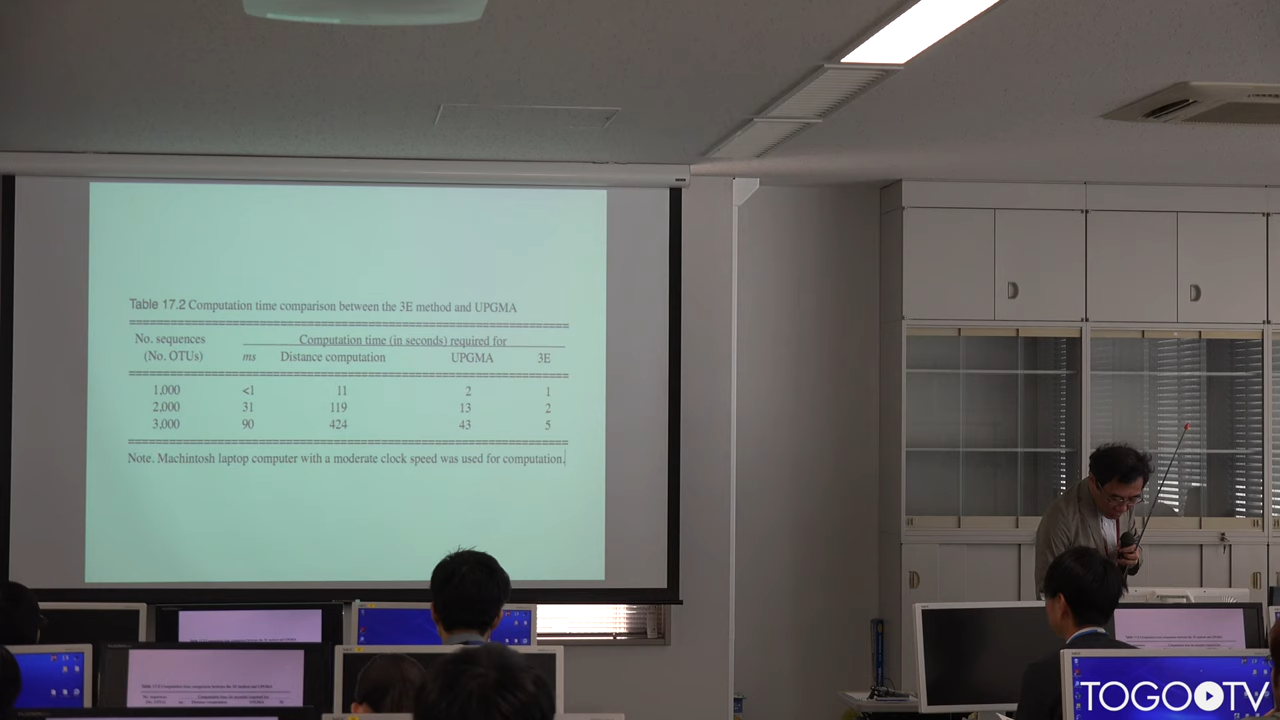 Table 17.2 Computation time comparison between the 3E method and UPGMA
No. sequences Computation time (in seconds) required for
(No. OTUs) ms Distance computation UPGMA 3E
1,000 <1 11 2 1
2,000 31 119 13 2
3,000 90 424 43 5
Note. Machintosh laptop computer with a moderate clock speed was used for computation.
TOGOTV